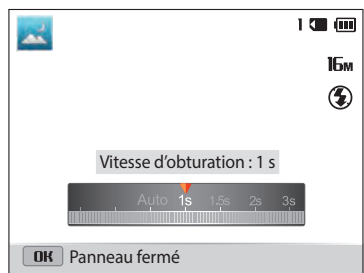 1
16M
Vitesse d'obturation : 1 s
Auto 1s 1.5s 2s 3s
OK Panneau fermé